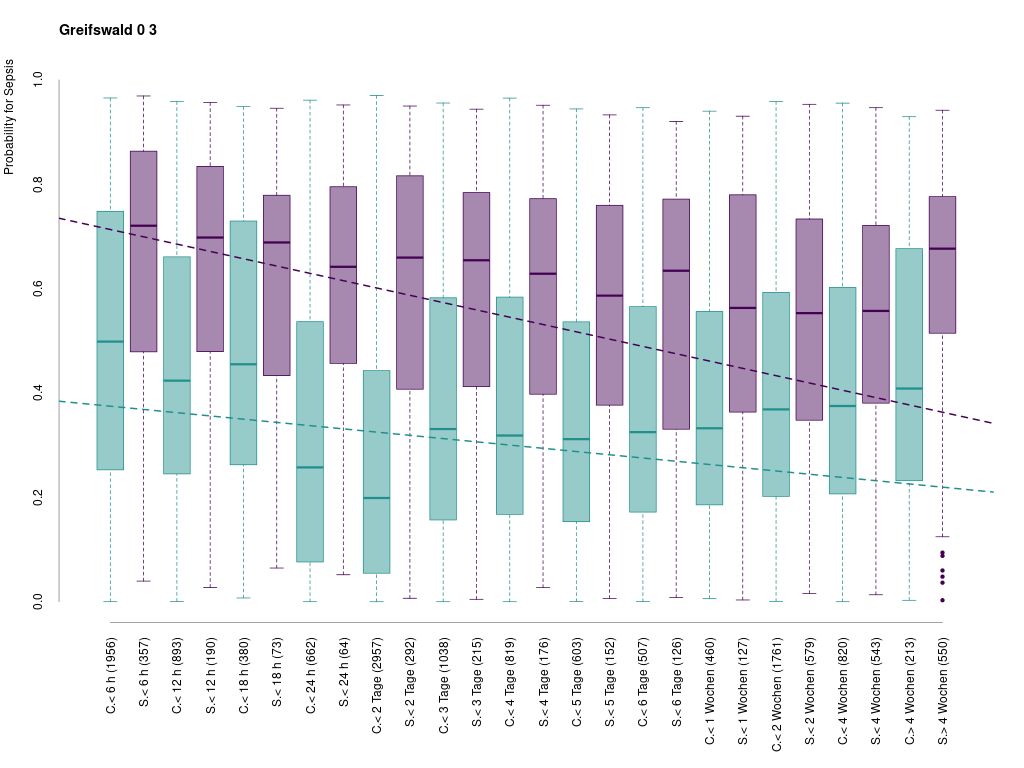 Greifswald 0 3
Probability for Sepsis
1.0
0.8
0.6
0.4
0.2
0.0
C.< 6 h (1956)
S.< 6 h (357)
C.< 12 h (893)
S.< 12 h (190)
C.< 18 h (380)
S.< 18 h (73)
C.< 24 h (662)
S.< 24 h (64)
C.< 2 Tage (2957)
S.< 2 Tage (292)
C.< 3 Tage (1038)
S.< 3 Tage (215)
C.< 4 Tage (819)
S.< 4 Tage (176)
C.< 5 Tage (603)
S.< 5 Tage (152)
C.< 6 Tage (507)
S.< 6 Tage (126)
C.< 1 Wochen (460)
S.< 1 Wochen (127)
C.< 2 Wochen (1761)
S.< 2 Wochen (579)
C.< 4 Wochen (820)
S.< 4 Wochen (543)
C.> 4 Wochen (213)
S.> 4 Wochen (550)